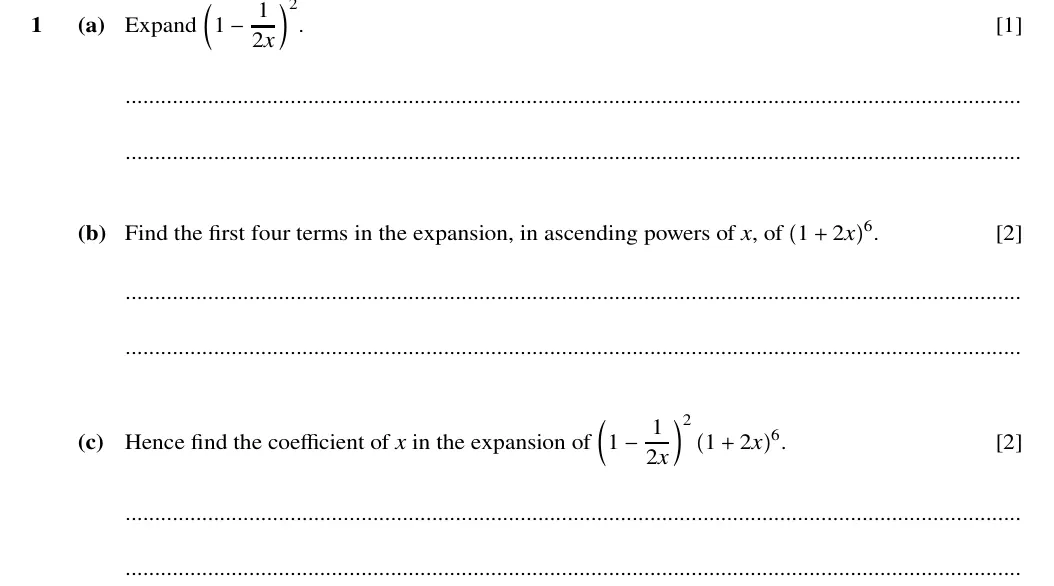 1 (a) Expand (1 − 1/2x)². [1]
(b) Find the first four terms in the expansion, in ascending powers of x, of (1 + 2x)⁶. [2]
(c) Hence find the coefficient of x in the expansion of (1 − 1/2x)² (1 + 2x)⁶. [2]